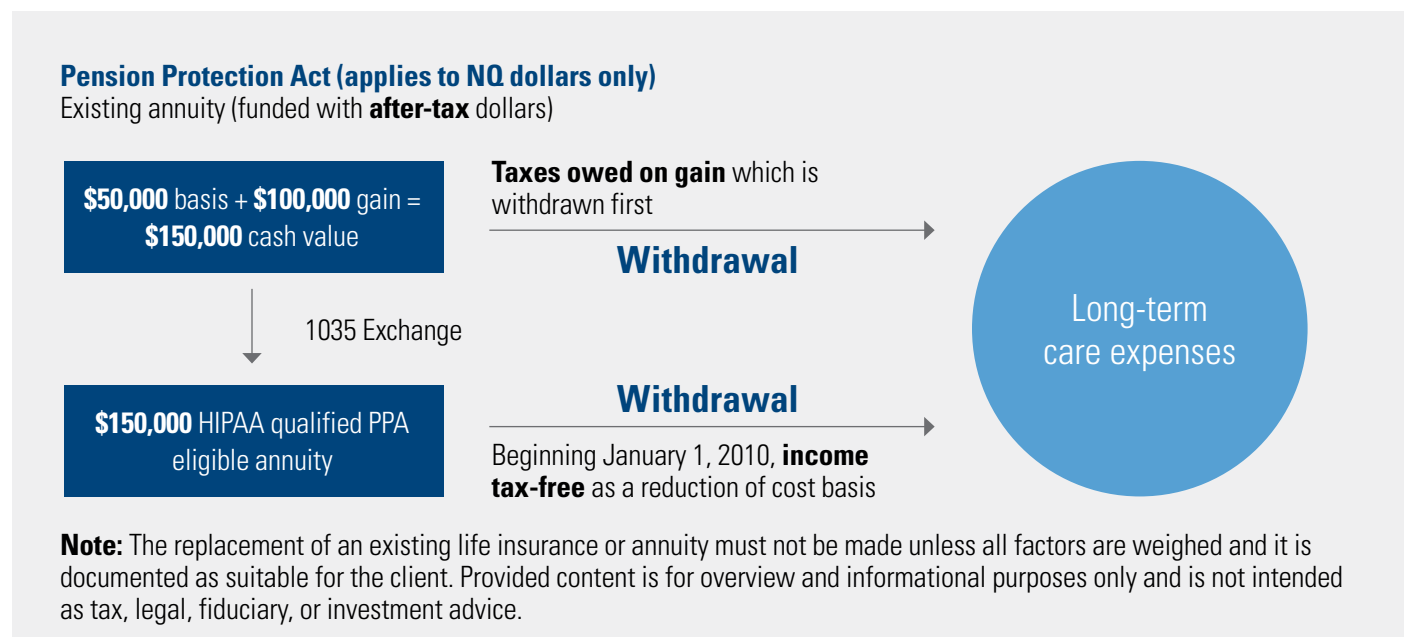 Pension Protection Act (applies to NQ dollars only)
Existing annuity (funded with after-tax dollars)
$50,000 basis + $100,000 gain =
$150,000 cash value
Taxes owed on gain which is
withdrawn first
Withdrawal
1035 Exchange
Long-term
care expenses
$150,000 HIPAA qualified PPA
eligible annuity
Withdrawal
Beginning January 1, 2010, income
tax-free as a reduction of cost basis
Note: The replacement of an existing life insurance or annuity must not be made unless all factors are weighed and it is
documented as suitable for the client. Provided content is for overview and informational purposes only and is not intended
as tax, legal, fiduciary, or investment advice.